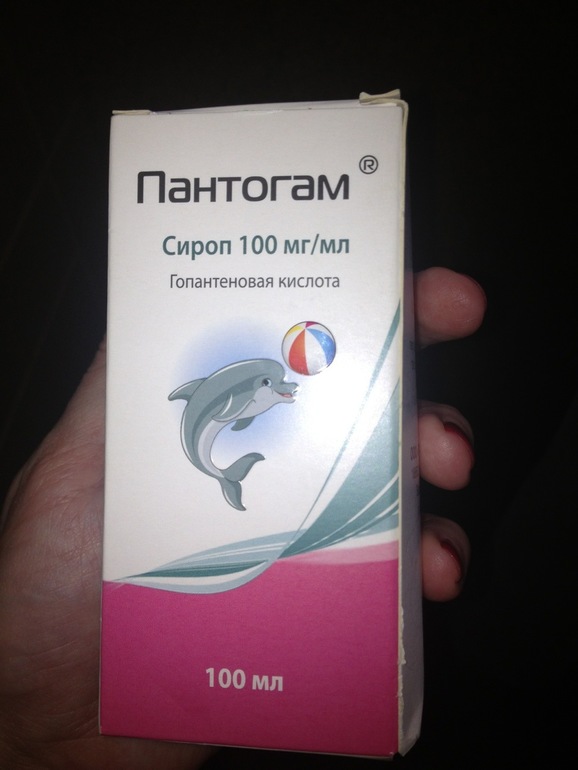 Пантогам ®
Сироп 100 мг/мл
Гопантеновая кислота
100 мл